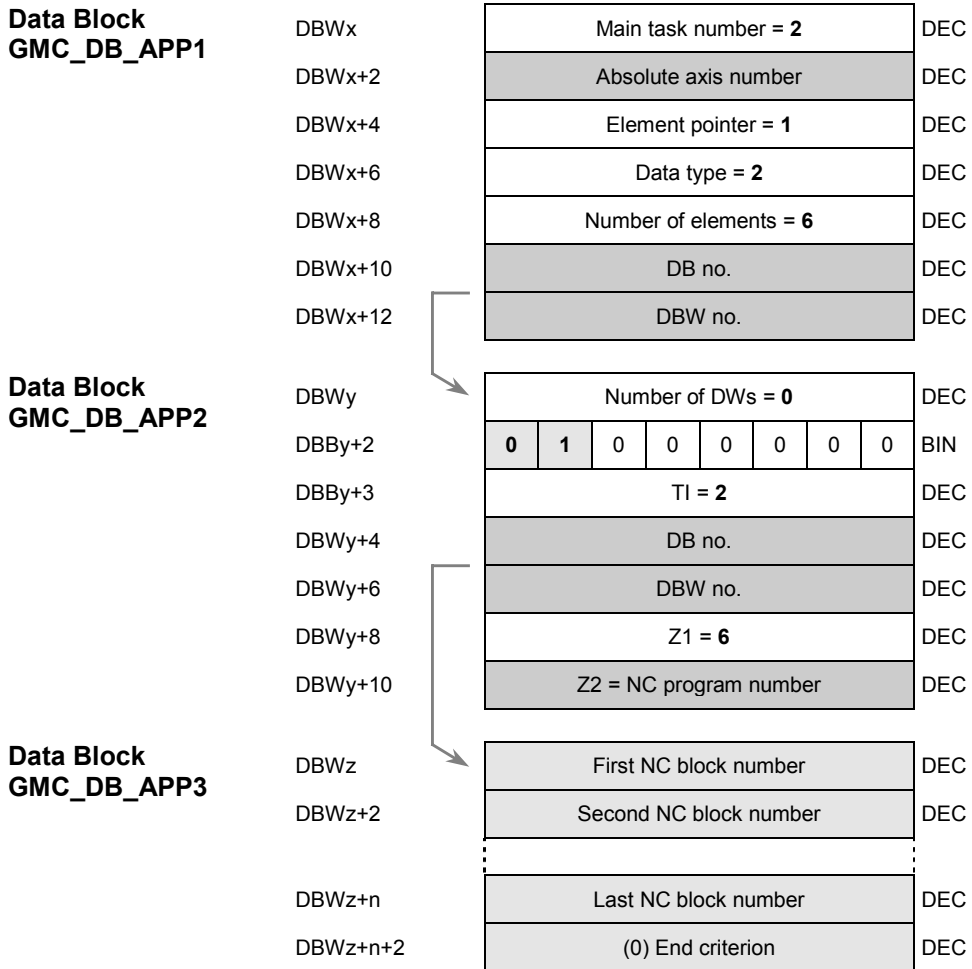 Data Block
GMC_DB_APP1
DBWx Main task number = 2 DEC
DBWx+2 Absolute axis number DEC
DBWx+4 Element pointer = 1 DEC
DBWx+6 Data type = 2 DEC
DBWx+8 Number of elements = 6 DEC
DBWx+10 DB no. DEC
DBWx+12 DBW no. DEC
Data Block
GMC_DB_APP2
DBWy Number of DWs = 0 DEC
DBBy+2 0 1 0 0 0 0 0 0 BIN
DBBy+3 TI = 2 DEC
DBWy+4 DB no. DEC
DBWy+6 DBW no. DEC
DBWy+8 Z1 = 6 DEC
DBWy+10 Z2 = NC program number DEC
Data Block
GMC_DB_APP3
DBWz First NC block number DEC
DBWz+2 Second NC block number DEC
DBWz+n Last NC block number DEC
DBWz+n+2 (0) End criterion DEC